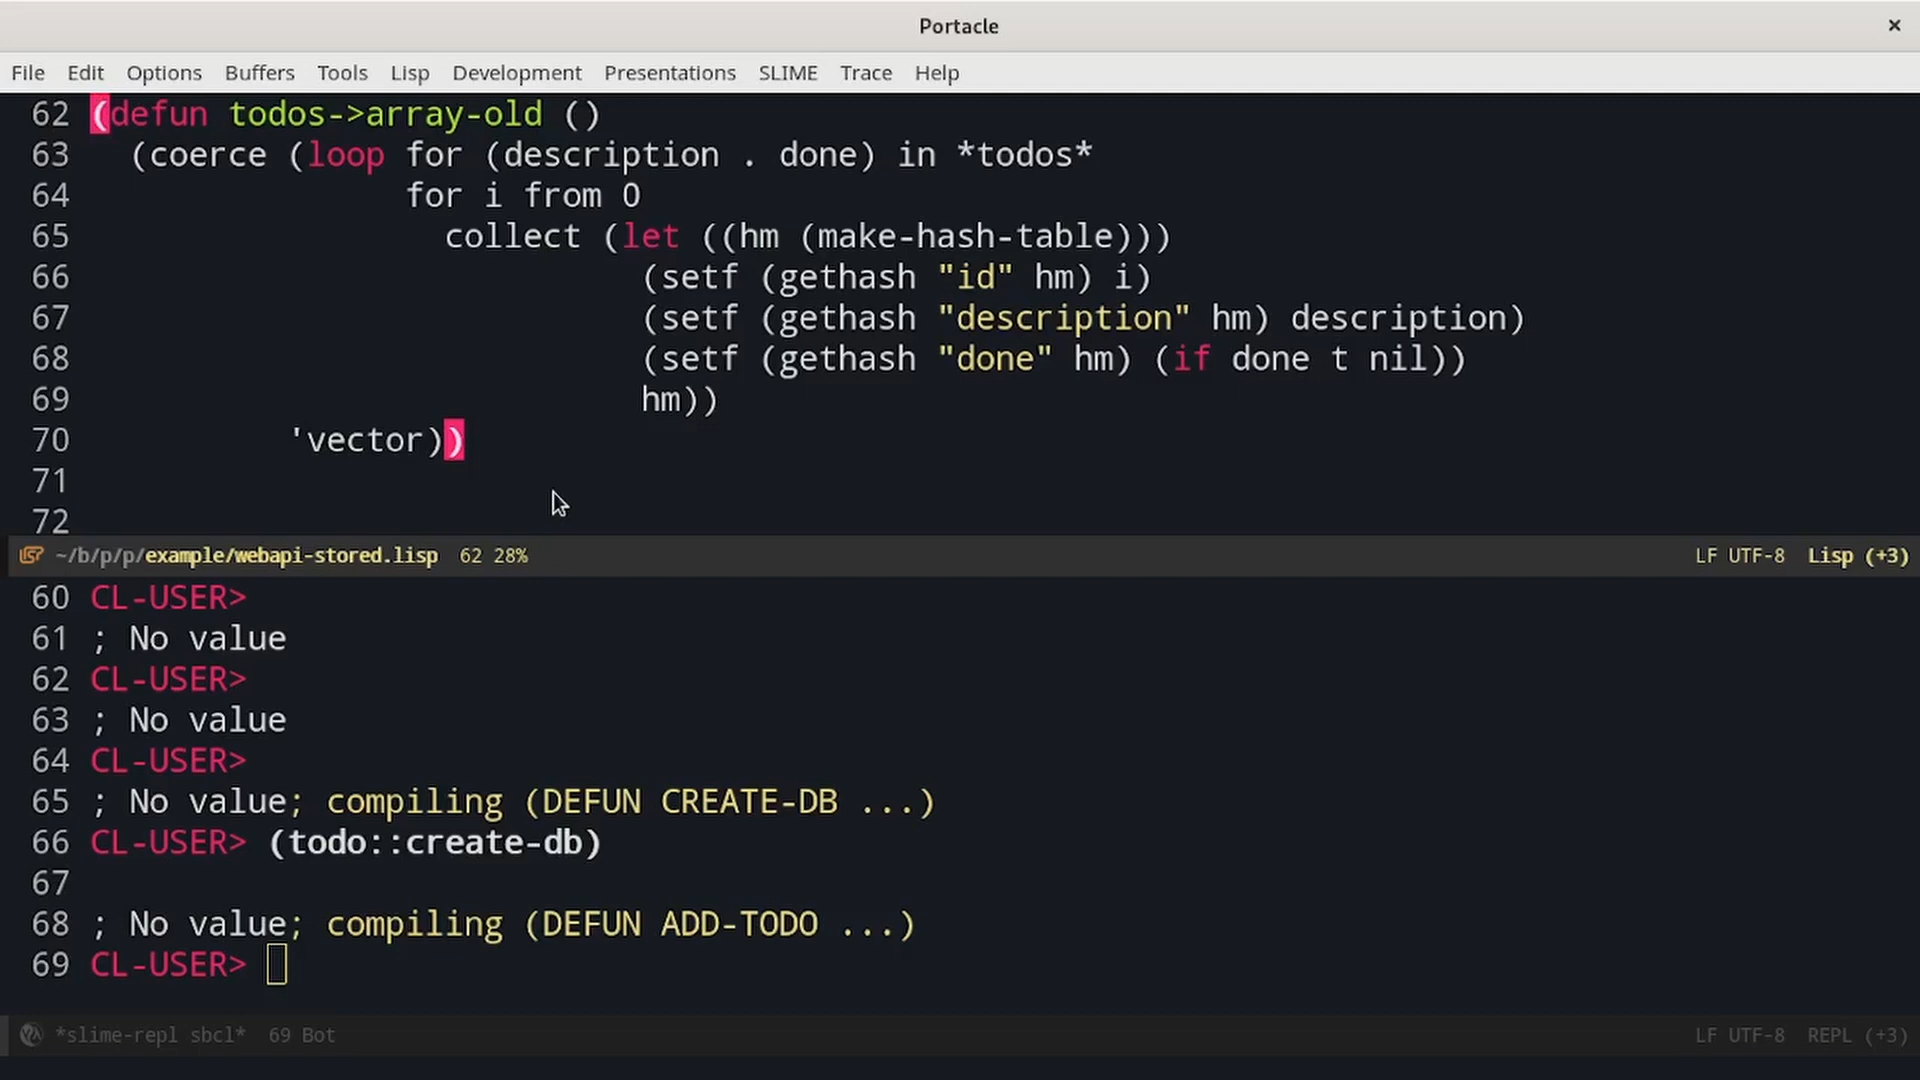 Portacle ×
File Edit Options Buffers Tools Lisp Development Presentations SLIME Trace Help
62 (defun todos->array-old ()
63   (coerce (loop for (description . done) in *todos*
64                 for i from 0
65                   collect (let ((hm (make-hash-table)))
66                             (setf (gethash "id" hm) i)
67                             (setf (gethash "description" hm) description)
68                             (setf (gethash "done" hm) (if done t nil))
69                             hm))
70           'vector))
71
72
~/b/p/p/example/webapi-stored.lisp 62 28% LF UTF-8 Lisp (+3)
60 CL-USER>
61 ; No value
62 CL-USER>
63 ; No value
64 CL-USER>
65 ; No value; compiling (DEFUN CREATE-DB ...)
66 CL-USER> (todo::create-db)
67
68 ; No value; compiling (DEFUN ADD-TODO ...)
69 CL-USER>
*slime-repl sbcl* 69 Bot LF UTF-8 REPL (+3)